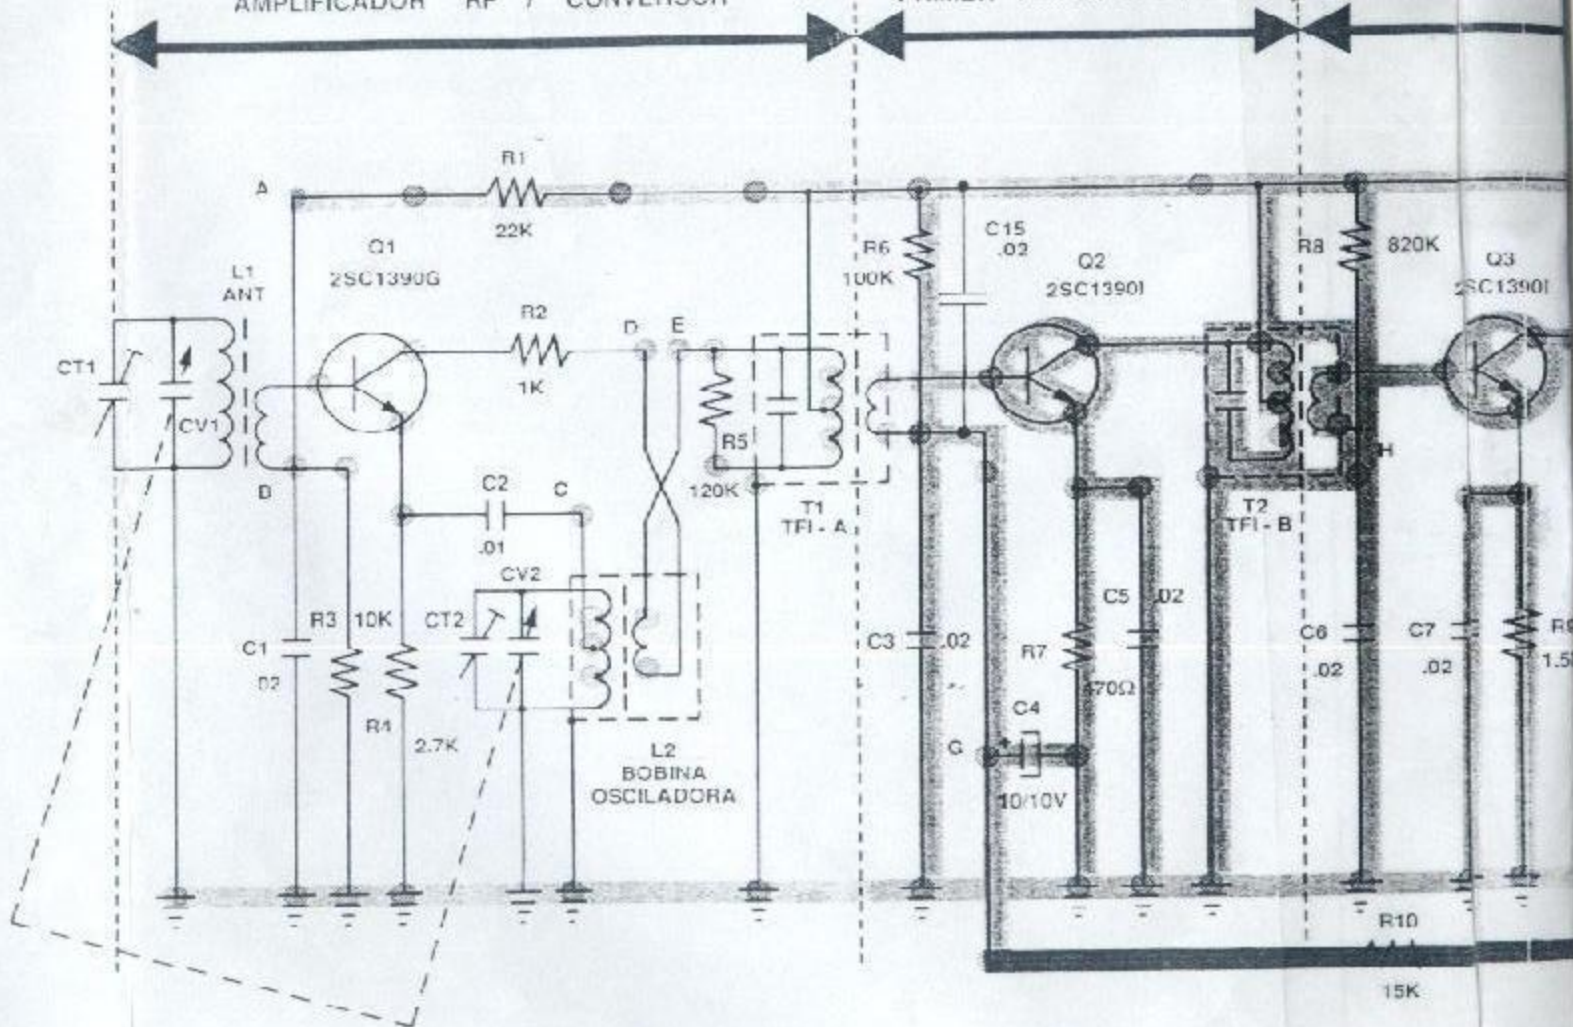 AMPLIFICADOR RF / CONVERSOR
PRIMER
A
R1
22K
Q1
2SC1390G
L1
ANT
R2
1K
D
E
CT1
CV1
B
R5
120K
T1
TFI - A
C2
C
.01
CV2
CT2
R3
10K
C1
02
R4
2.7K
L2
BOBINA
OSCILADORA
R6
100K
C15
.02
Q2
2SC1390I
R8
820K
Q3
2SC1390I
H
T2
TFI - B
C3
.02
R7
470Ω
C5
.02
C4
+
G
10/10V
C6
.02
C7
.02
R9
R10
15K